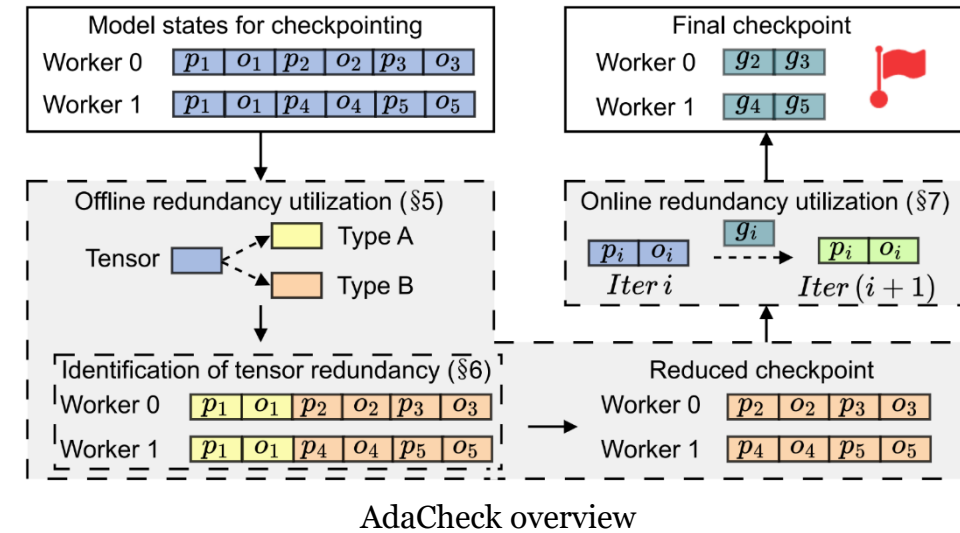 Model states for checkpointing
Worker 0 p₁ o₁ p₂ o₂ p₃ o₃
Worker 1 p₁ o₁ p₄ o₄ p₅ o₅
Offline redundancy utilization (§5)
Tensor
Type A
Type B
Identification of tensor redundancy (§6)
Worker 0 p₁ o₁ p₂ o₂ p₃ o₃
Worker 1 p₁ o₁ p₄ o₄ p₅ o₅
Reduced checkpoint
Worker 0 p₂ o₂ p₃ o₃
Worker 1 p₄ o₄ p₅ o₅
Online redundancy utilization (§7)
gᵢ
pᵢ oᵢ pᵢ oᵢ
Iter i Iter (i + 1)
Final checkpoint
Worker 0 g₂ g₃
Worker 1 g₄ g₅
AdaCheck overview